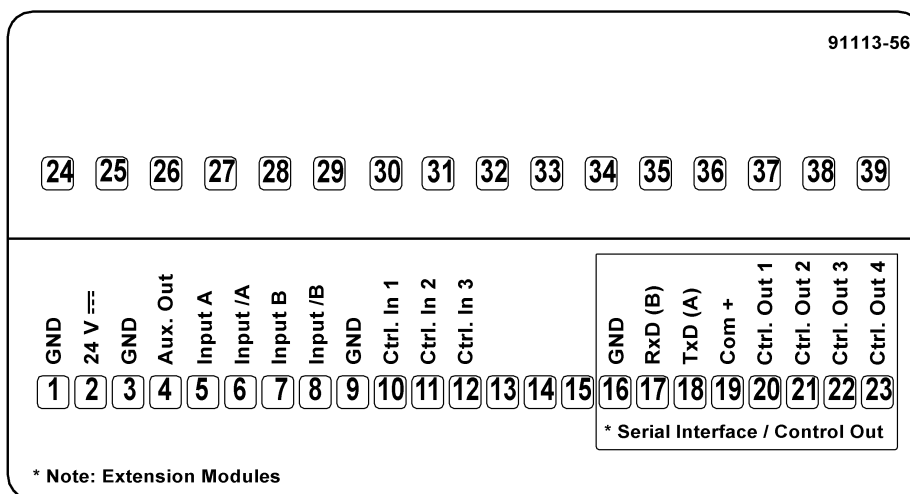 91113-56
24 25 26 27 28 29 30 31 32 33 34 35 36 37 38 39
GND
24 V ⎓
GND
Aux. Out
Input A
Input /A
Input B
Input /B
GND
Ctrl. In 1
Ctrl. In 2
Ctrl. In 3
GND
RxD (B)
TxD (A)
Com +
Ctrl. Out 1
Ctrl. Out 2
Ctrl. Out 3
Ctrl. Out 4
1 2 3 4 5 6 7 8 9 10 11 12 13 14 15 16 17 18 19 20 21 22 23
* Serial Interface / Control Out
* Note: Extension Modules